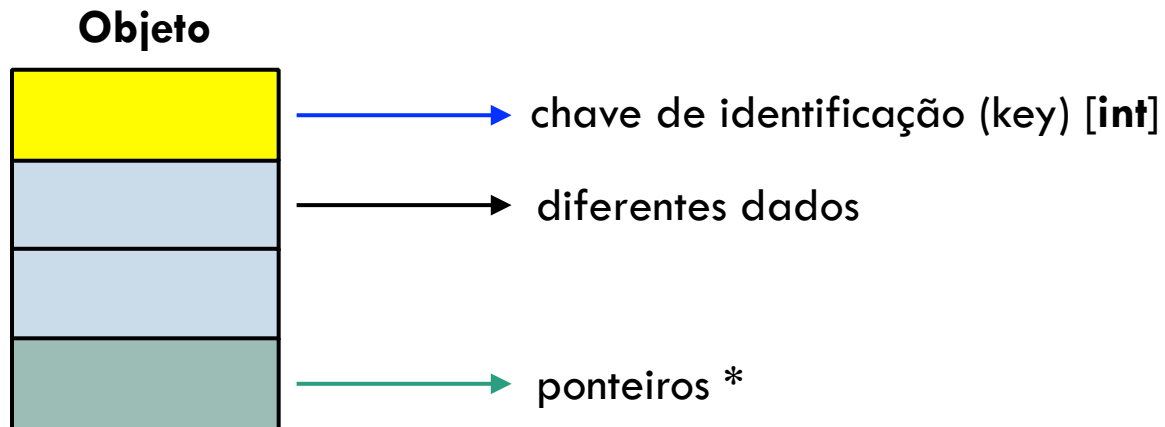 Objeto
chave de identificação (key) [int]
diferentes dados
ponteiros *